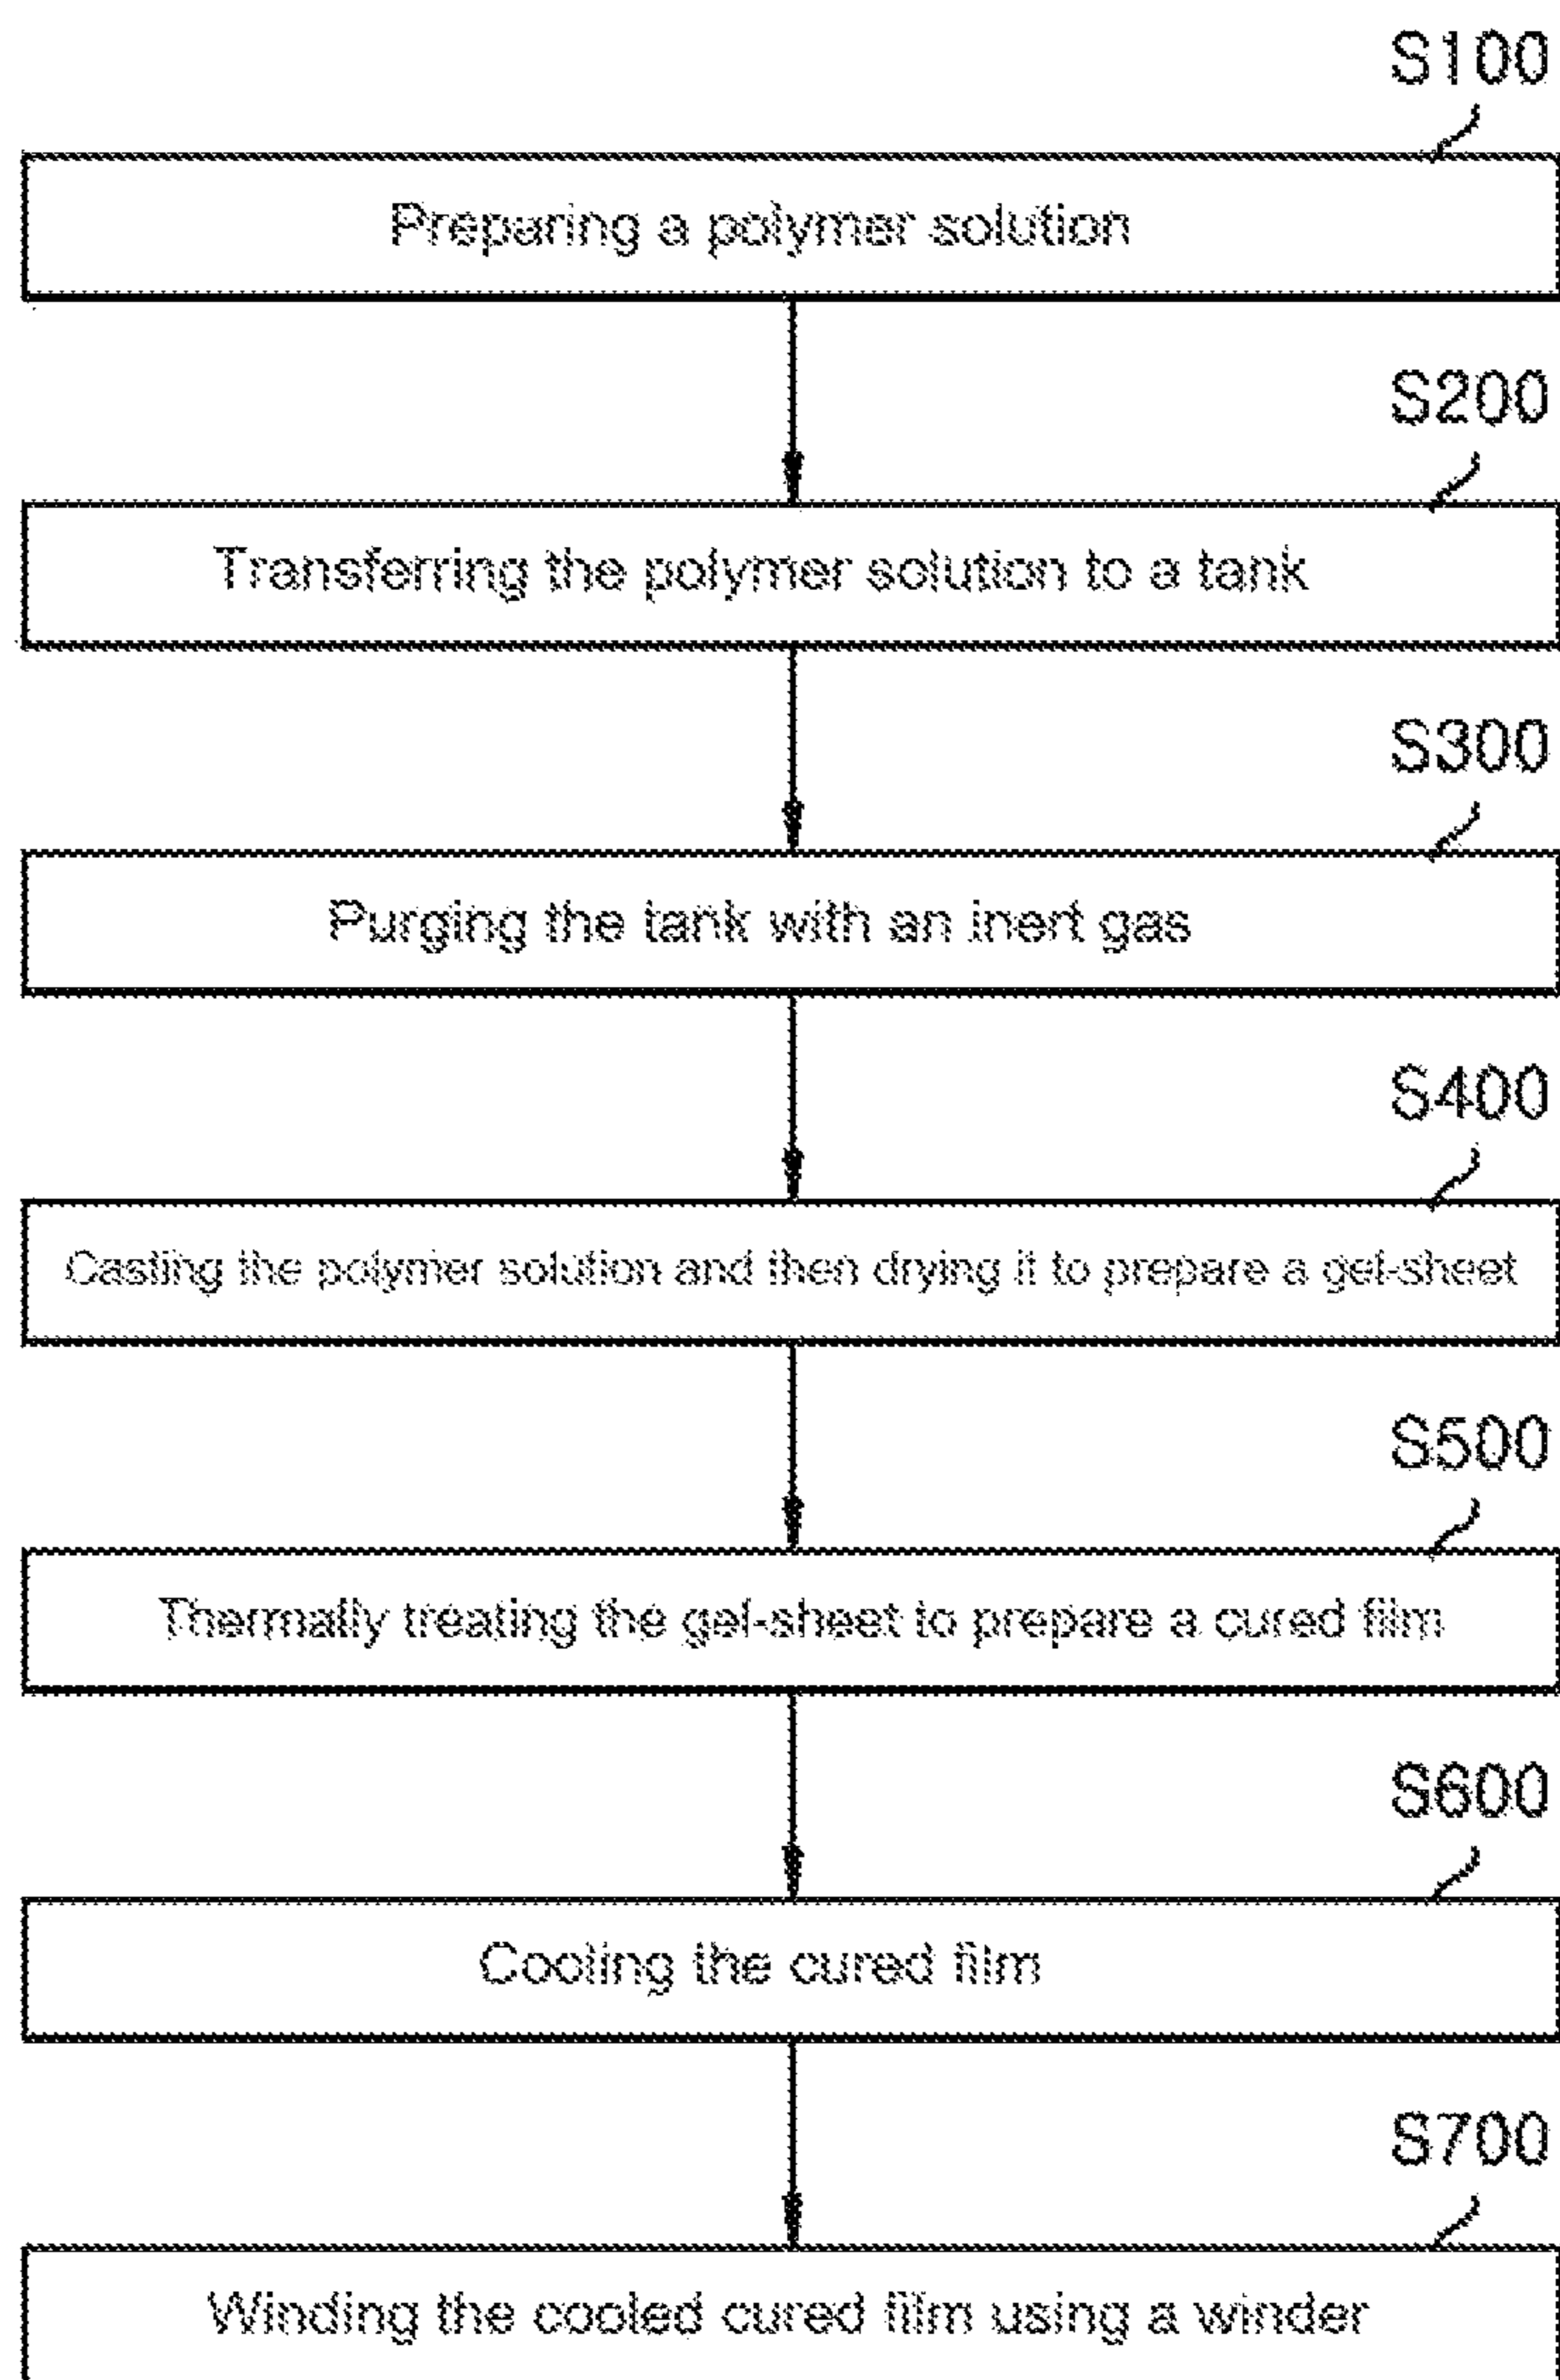 S100
Preparing a polymer solution
S200
Transferring the polymer solution to a tank
S300
Purging the tank with an inert gas
S400
Casting the polymer solution and then drying it to prepare a gel-sheet
S500
Thermally treating the gel-sheet to prepare a cured film
S600
Cooling the cured film
S700
Winding the cooled cured film using a winder